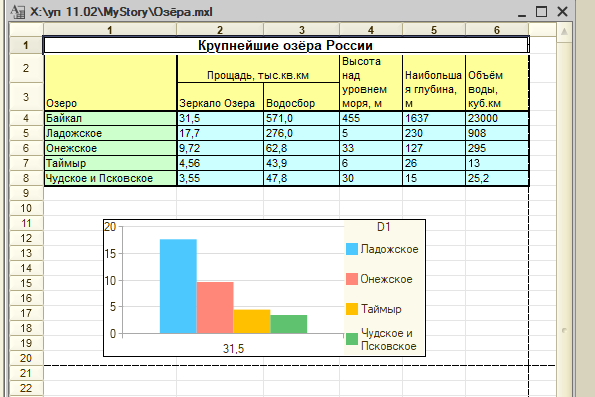 X:\уп 11.02\MyStory\Озёра.mxl
1 2 3 4 5 6
1 Крупнейшие озёра России
2 Прощадь, тыс.кв.км Высота над уровнем моря, м Наибольшая глубина, м Объём воды, куб.км
3 Озеро Зеркало Озера Водосбор
4 Байкал 31,5 571,0 455 1637 23000
5 Ладожское 17,7 276,0 5 230 908
6 Онежское 9,72 62,8 33 127 295
7 Таймыр 4,56 43,9 6 26 13
8 Чудское и Псковское 3,55 47,8 30 15 25,2
9
10
11 20 D1
12 Ладожское
13 15
14 Онежское
15 10
16 Таймыр
17 5
18 Чудское и
19 0 Псковское
20 31,5
21
22